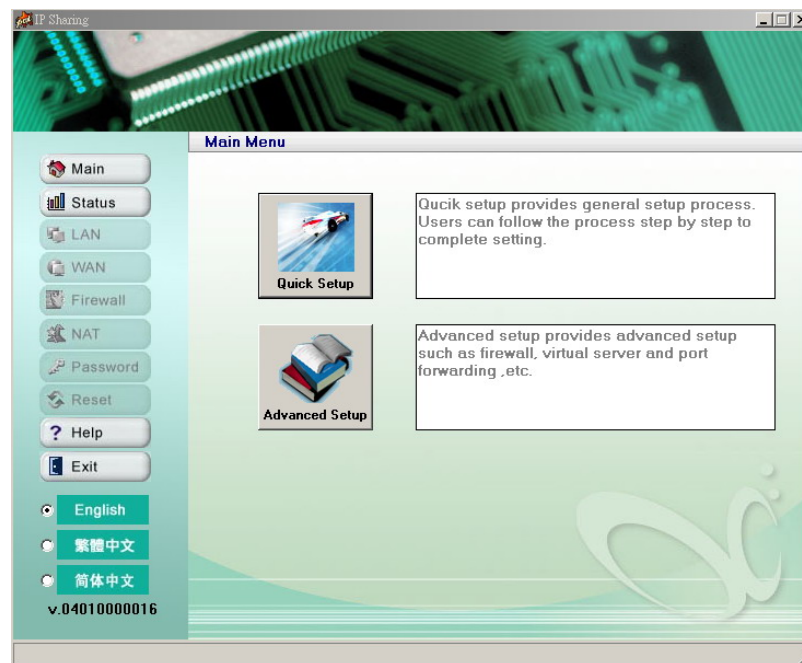 IP Sharing
Main Menu
Main
Status
LAN
WAN
Firewall
NAT
Password
Reset
Help
Exit
English
繁體中文
简体中文
v.04010000016
Quick Setup
Qucik setup provides general setup process.
Users can follow the process step by step to
complete setting.
Advanced Setup
Advanced setup provides advanced setup
such as firewall, virtual server and port
forwarding ,etc.